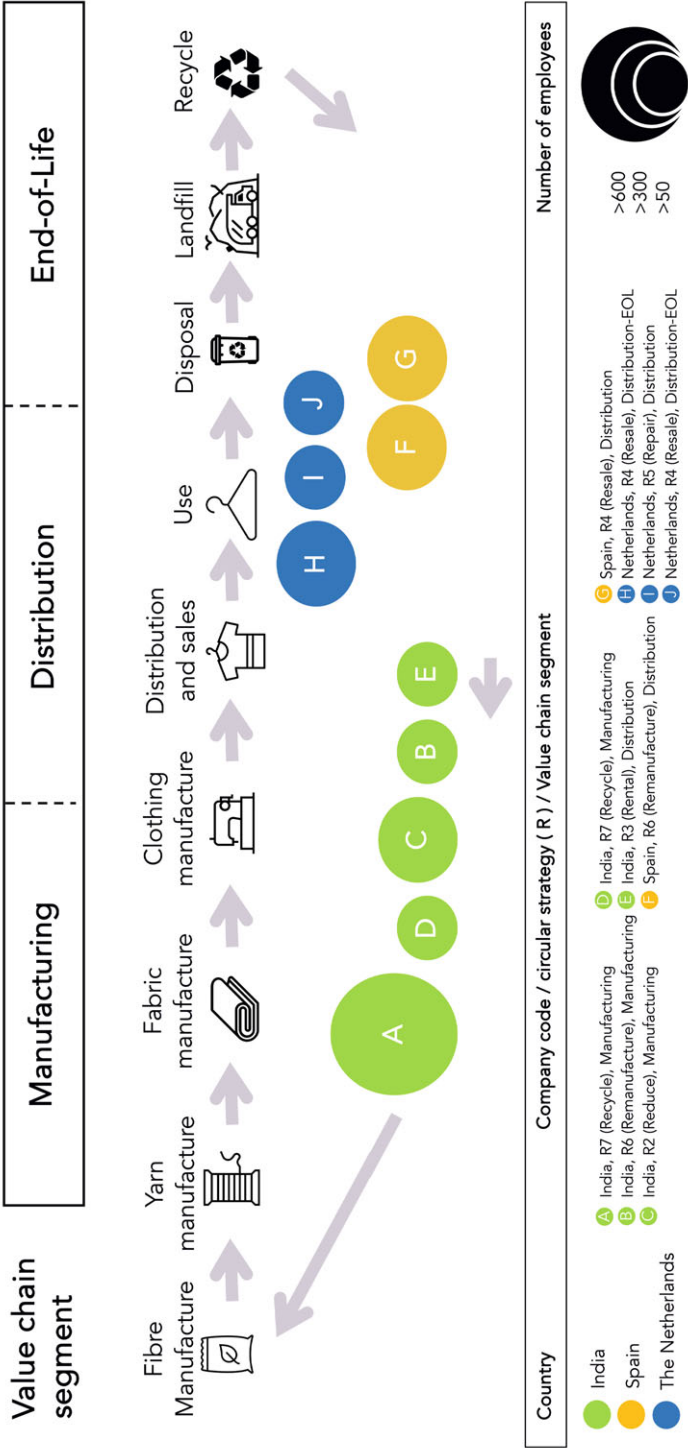 Value chain
segment
Manufacturing
Distribution
End-of-Life
Fibre
Manufacture
Yarn
manufacture
Fabric
manufacture
Clothing
manufacture
Distribution
and sales
Use
Disposal
Landfill
Recycle
A
D
C
B
E
H
I
J
F
G
Country
Company code / circular strategy ( R ) / Value chain segment
Number of employees
India
Spain
The Netherlands
A India, R7 (Recycle), Manufacturing
B India, R6 (Remanufacture), Manufacturing
C India, R2 (Reduce), Manufacturing
D India, R7 (Recycle), Manufacturing
E India, R3 (Rental), Distribution
F Spain, R6 (Remanufacture), Distribution
G Spain, R4 (Resale), Distribution
H Netherlands, R4 (Resale), Distribution-EOL
I Netherlands, R5 (Repair), Distribution
J Netherlands, R4 (Resale), Distribution-EOL
>600
>300
>50